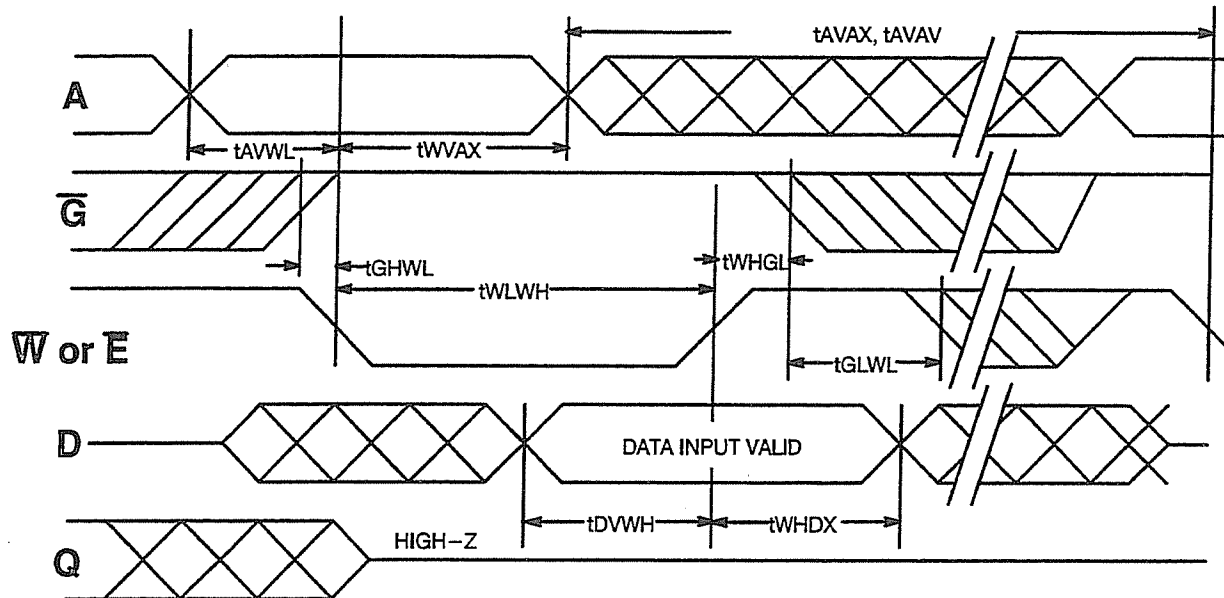 tAVAX, tAVAV
A
tAVWL
tWVAX
G
tGHWL
tWHGL
tWLWH
W or E
tGLWL
D
DATA INPUT VALID
tDVWH
tWHDX
HIGH-Z
Q